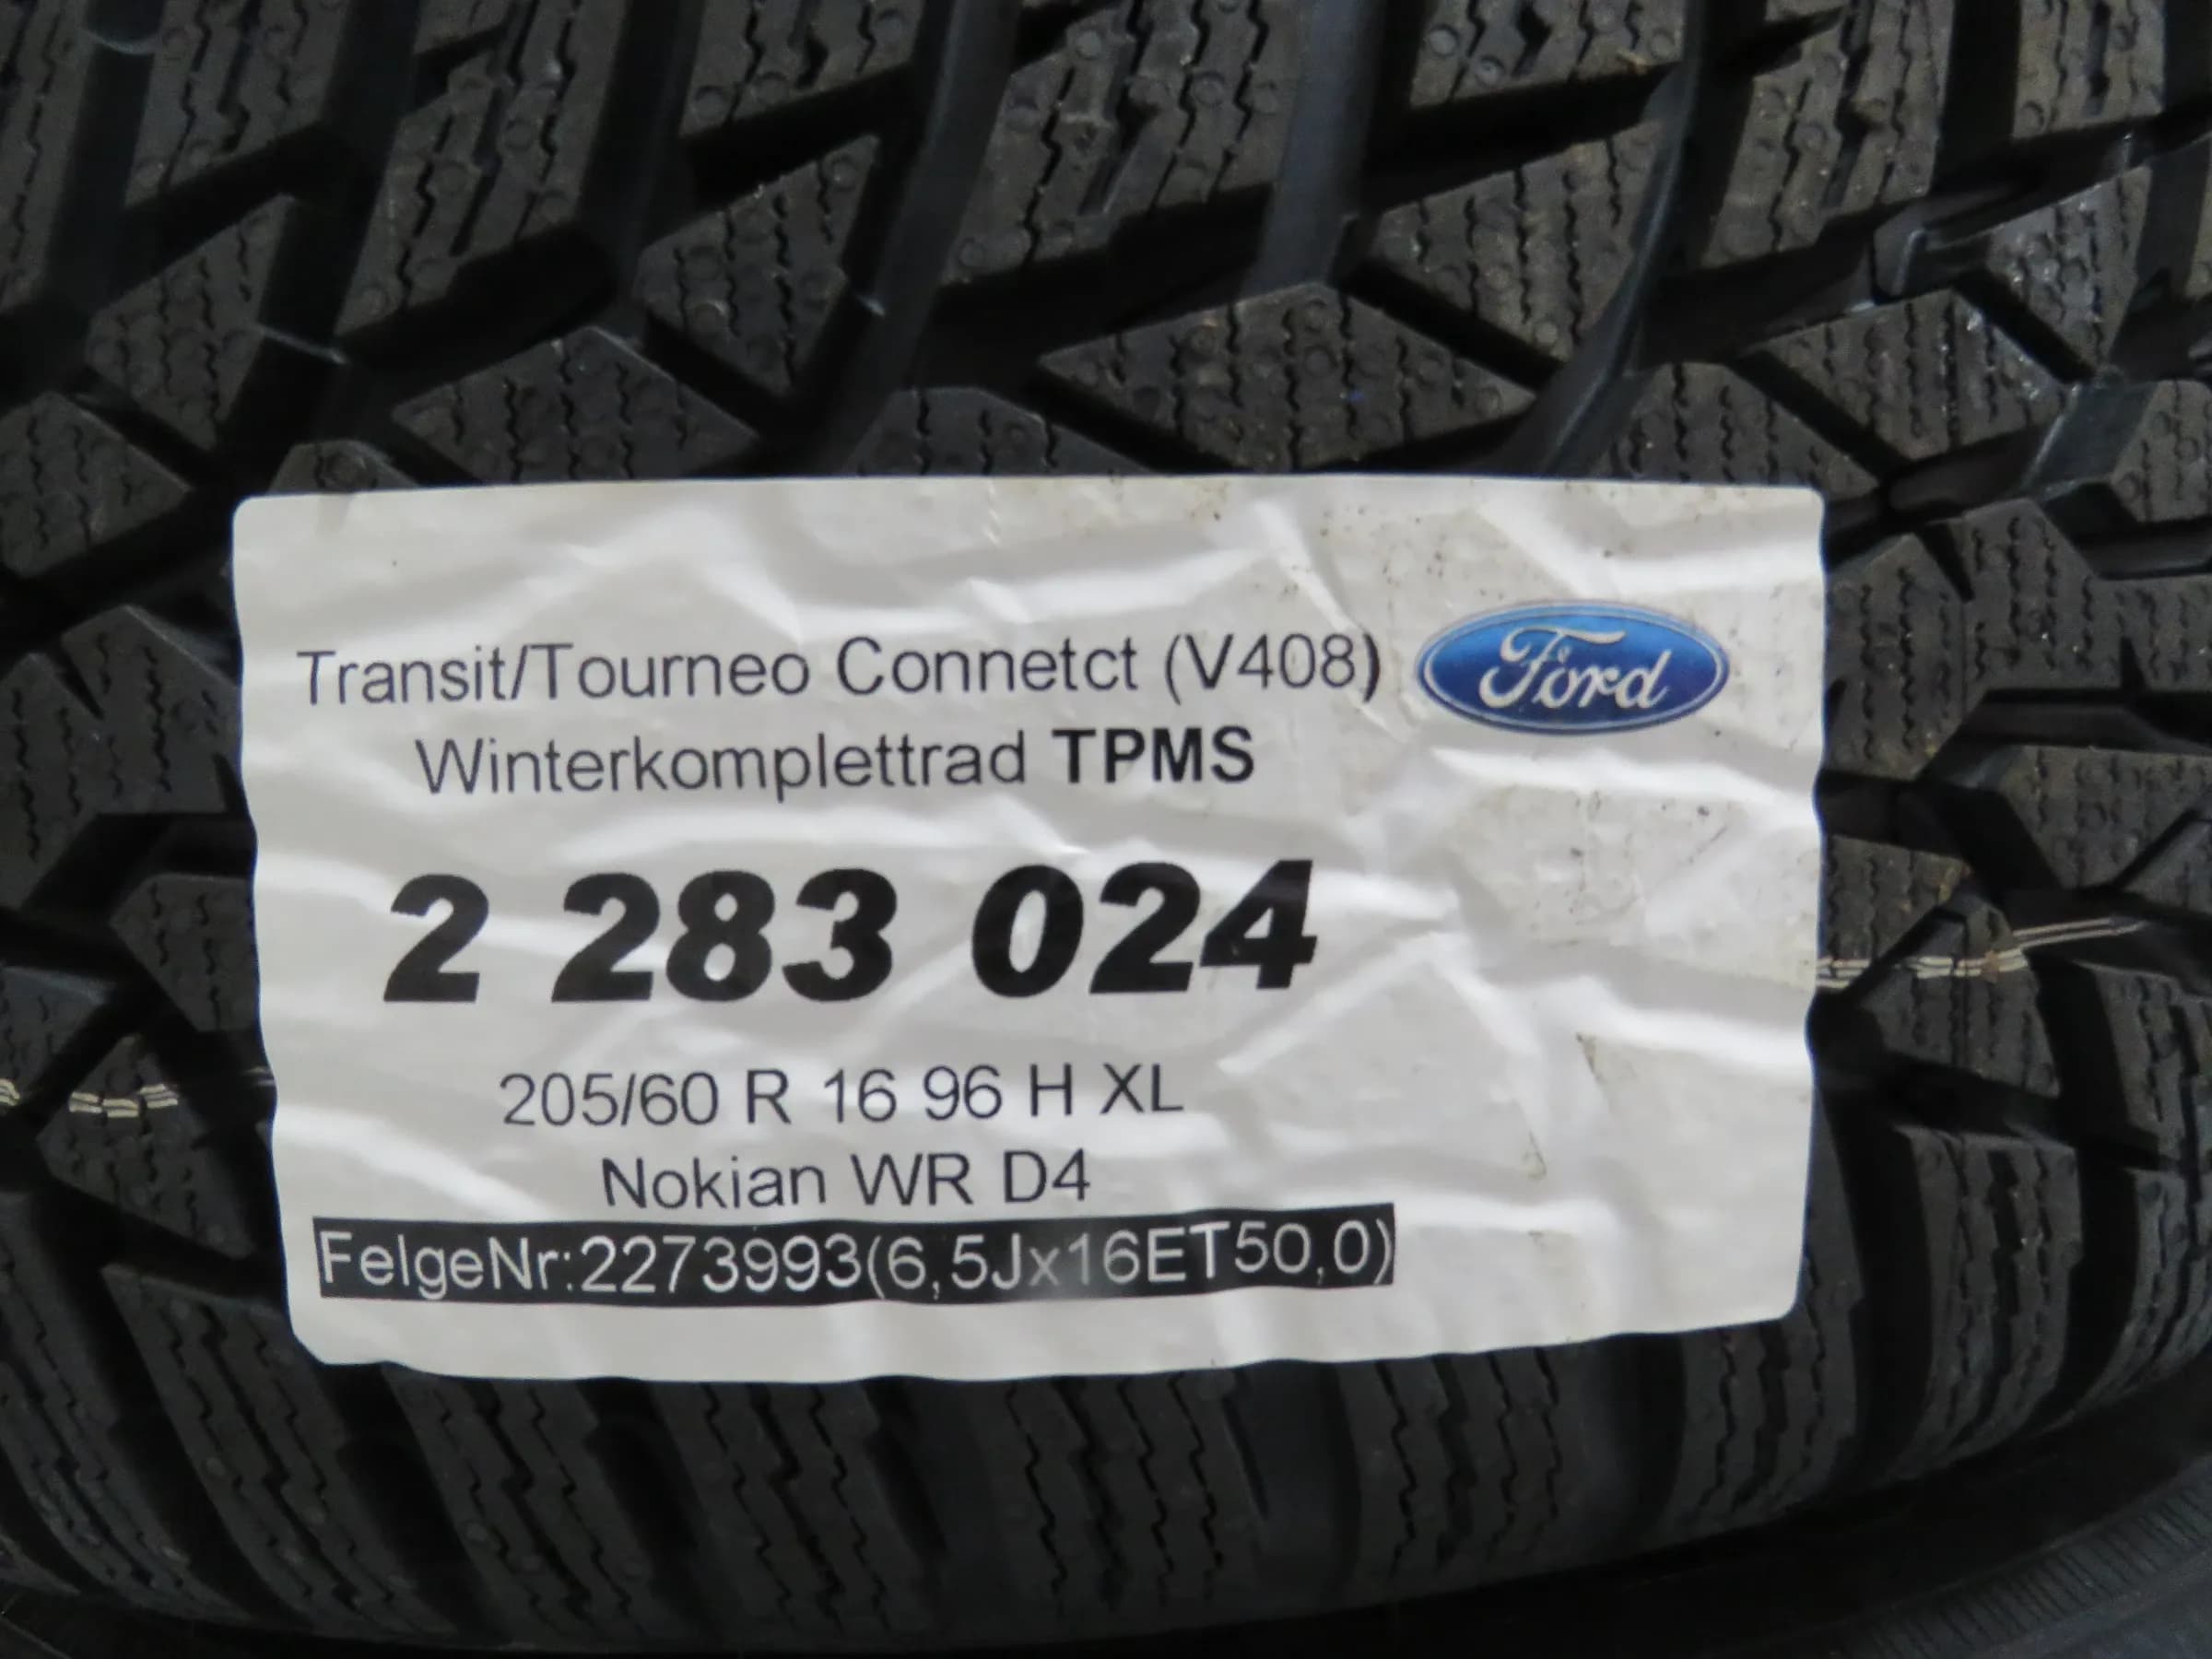 Transit/Tourneo Connetct (V408)
Ford
Winterkomplettrad TPMS
2 283 024
205/60 R 16 96 H XL
Nokian WR D4
FelgeNr:2273993(6,5Jx16ET50,0)